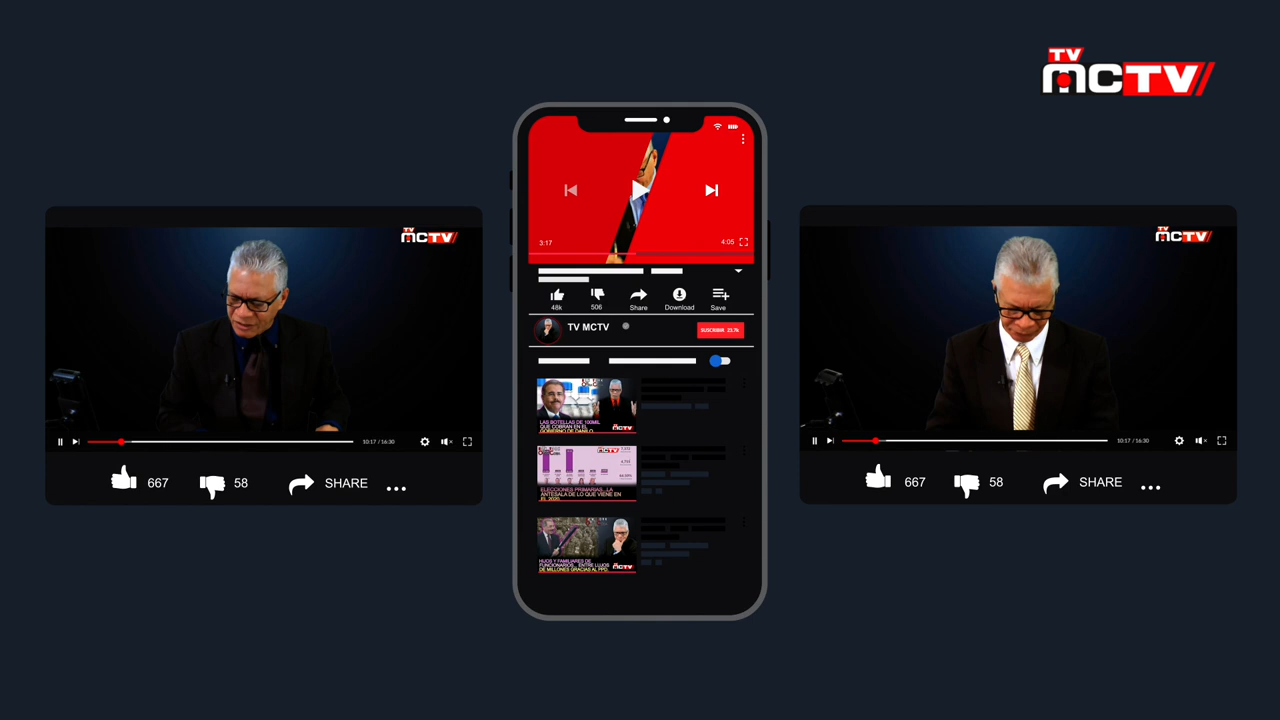 TV
MCTV
TV
MCTV
10:17 / 16:30
667
58
SHARE
3:17
4:05
48k
506
Share
Download
Save
TV MCTV
SUSCRIBIR 23.7k
LAS BOTELLAS DE 100MIL
QUE COBRAN EN EL
GOBIERNO DE DANILO
MCTV
MCTV
ELECCIONES PRIMARIAS...LA
ANTESALA DE LO QUE VIENE EN
EL 2020
HIJOS Y FAMILIARES DE
FUNCIONARIOS... ENTRE LUJOS
DE MILLONES GRACIAS AL PPD.
MCTV
TV
MCTV
10:17 / 16:30
667
58
SHARE